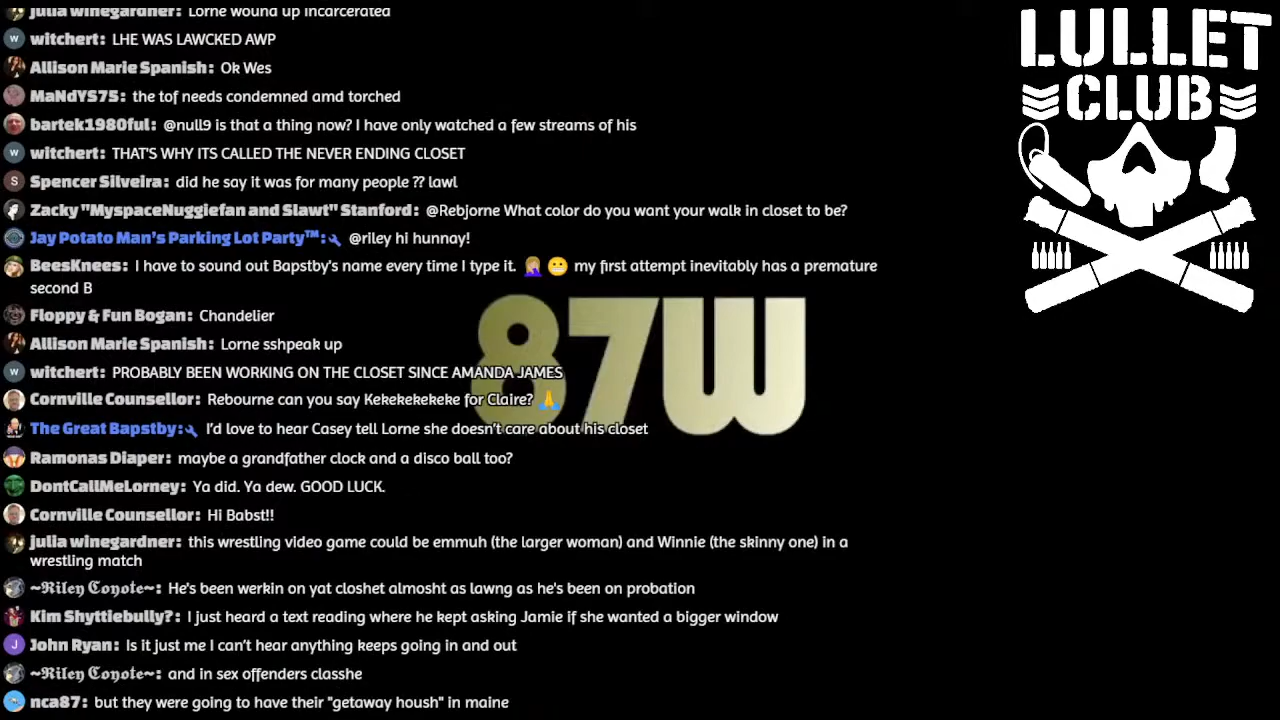 julia winegardner: Lorne wound up incarcerated
witchert: LHE WAS LAWCKED AWP
Allison Marie Spanish: Ok Wes
MaNdYS75: the tof needs condemned amd torched
bartek1980ful: @null9 is that a thing now? I have only watched a few streams of his
witchert: THAT'S WHY ITS CALLED THE NEVER ENDING CLOSET
Spencer Silveira: did he say it was for many people ?? lawl
Zacky "MyspaceNuggiefan and Slawt" Stanford: @Rebjorne What color do you want your walk in closet to be?
Jay Potato Man's Parking Lot Party™: @riley hi hunnay!
BeesKnees: I have to sound out Bapstby's name every time I type it. 🤦🏼‍♀️ 😬 my first attempt inevitably has a premature
second B
Floppy & Fun Bogan: Chandelier
Allison Marie Spanish: Lorne sshpeak up
witchert: PROBABLY BEEN WORKING ON THE CLOSET SINCE AMANDA JAMES
Cornville Counsellor: Rebourne can you say Kekekekekeke for Claire? 🙏
The Great Bapstby: I'd love to hear Casey tell Lorne she doesn't care about his closet
Ramonas Diaper: maybe a grandfather clock and a disco ball too?
DontCallMeLorney: Ya did. Ya dew. GOOD LUCK.
Cornville Counsellor: Hi Babst!!
julia winegardner: this wrestling video game could be emmuh (the larger woman) and Winnie (the skinny one) in a
wrestling match
~Riley Coyote~: He's been werkin on yat closhet almosht as lawng as he's been on probation
Kim Shyttiebully?: I just heard a text reading where he kept asking Jamie if she wanted a bigger window
John Ryan: Is it just me I can't hear anything keeps going in and out
~Riley Coyote~: and in sex offenders classhe
nca87: but they were going to have their "getaway housh" in maine
87W
LULLET
CLUB